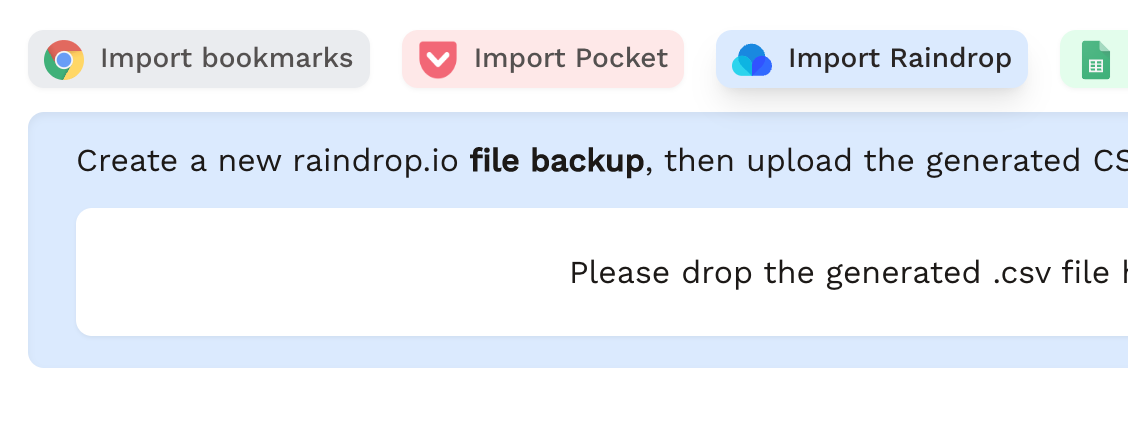 Import bookmarks
Import Pocket
Import Raindrop
Create a new raindrop.io file backup, then upload the generated
Please drop the generated .csv file